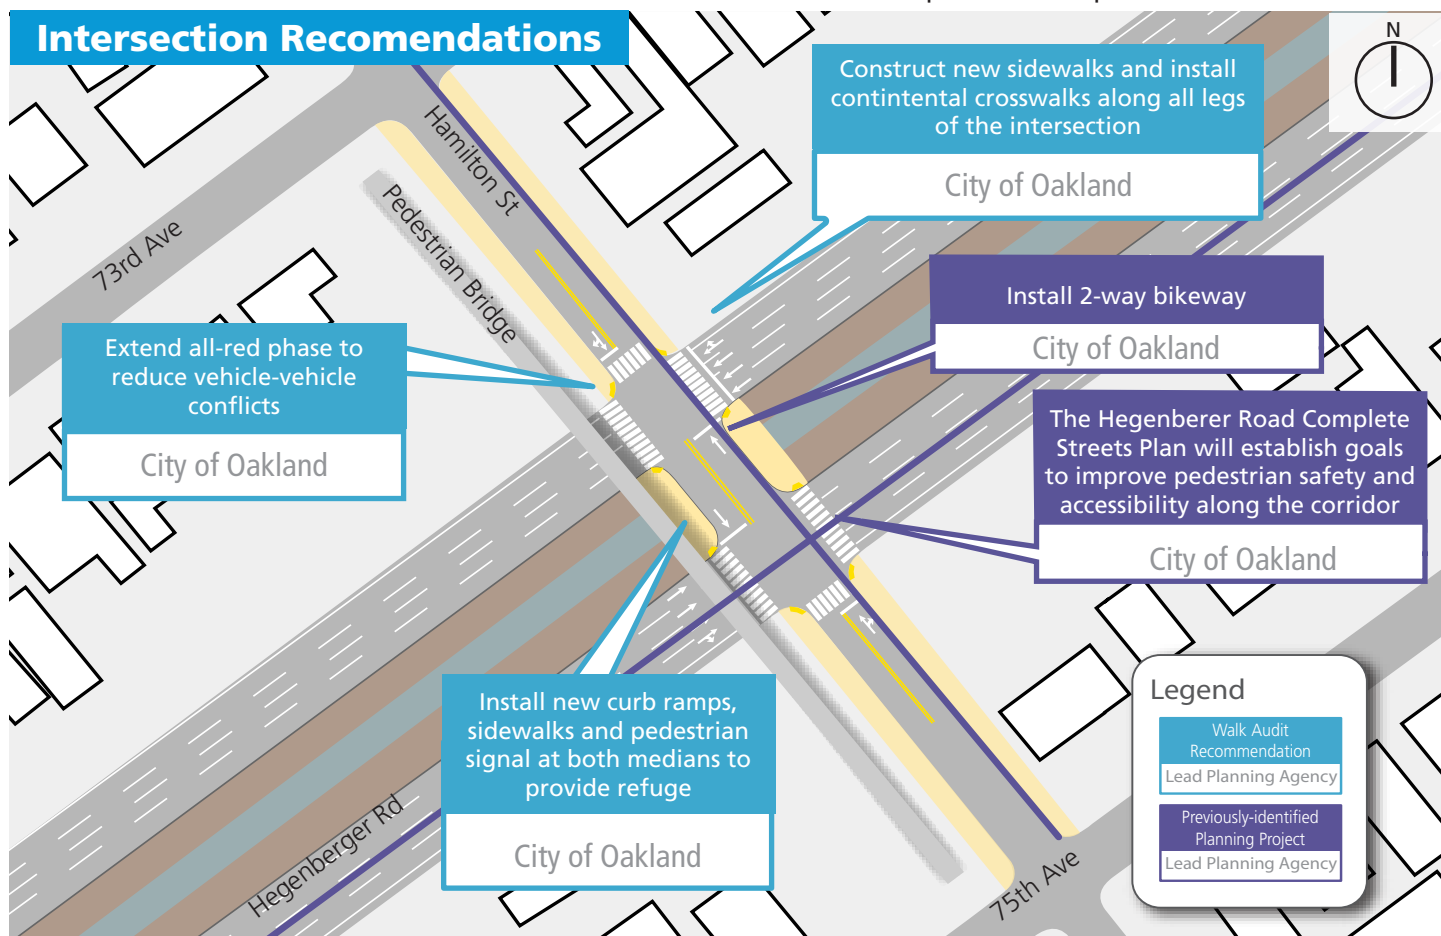 Intersection Recomendations
N
Construct new sidewalks and install
contintental crosswalks along all legs
of the intersection
City of Oakland
Hamilton St
Pedestrian Bridge
73rd Ave
Install 2-way bikeway
City of Oakland
Extend all-red phase to
reduce vehicle-vehicle
conflicts
City of Oakland
The Hegenberer Road Complete
Streets Plan will establish goals
to improve pedestrian safety and
accessibility along the corridor
City of Oakland
Install new curb ramps,
sidewalks and pedestrian
signal at both medians to
provide refuge
City of Oakland
Hegenberger Rd
75th Ave
Legend
Walk Audit
Recommendation
Lead Planning Agency
Previously-identified
Planning Project
Lead Planning Agency